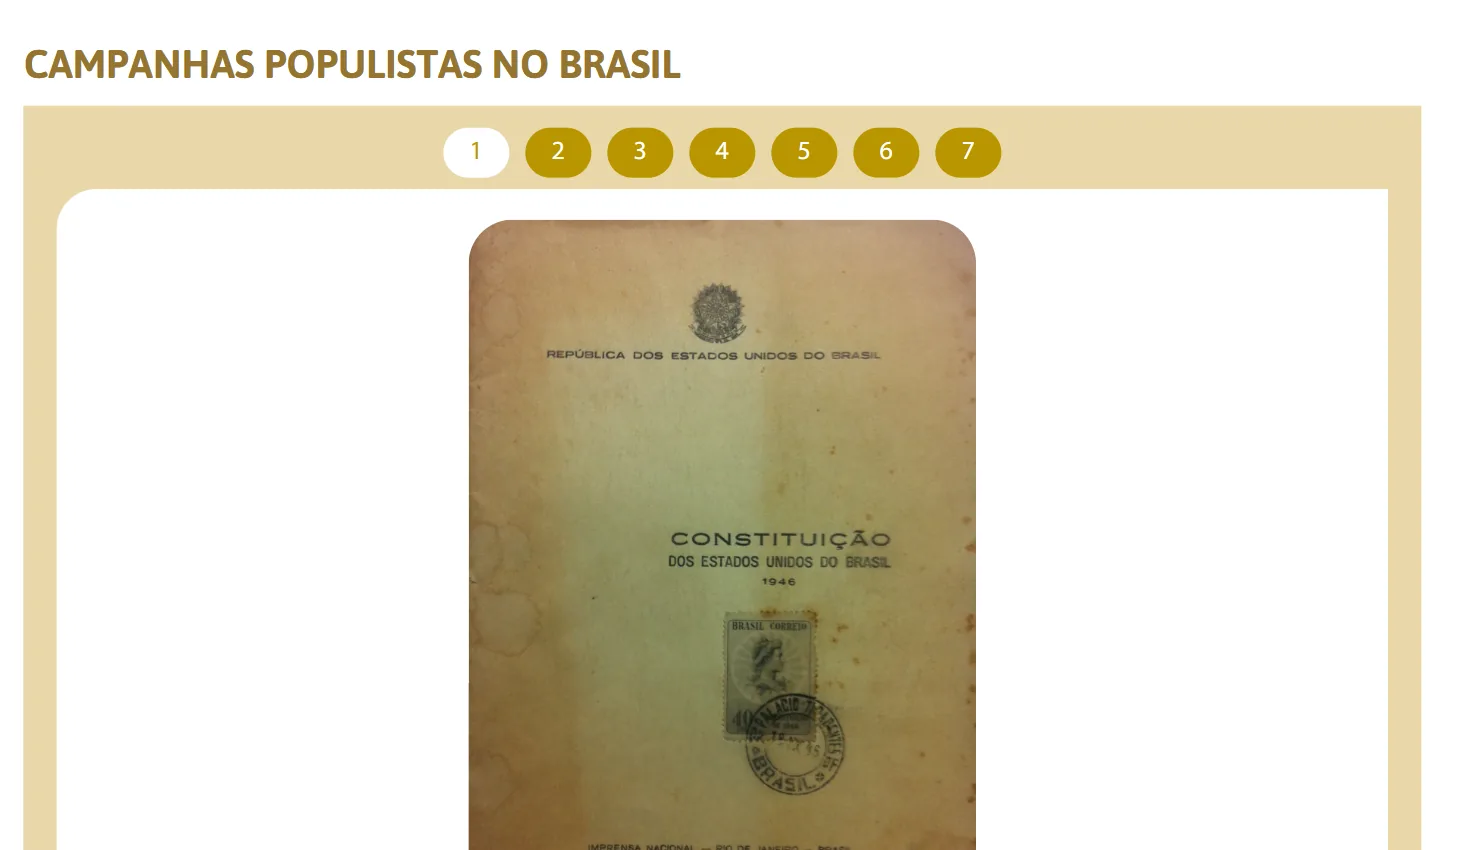 CAMPANHAS POPULISTAS NO BRASIL
1 2 3 4 5 6 7
REPÚBLICA DOS ESTADOS UNIDOS DO BRASIL
CONSTITUIÇÃO
DOS ESTADOS UNIDOS DO BRASIL
1946
BRASIL CORREIO
40
PALACIO TIRADENTES
BRASIL
IMPRENSA NACIONAL — RIO DE JANEIRO — BRASIL